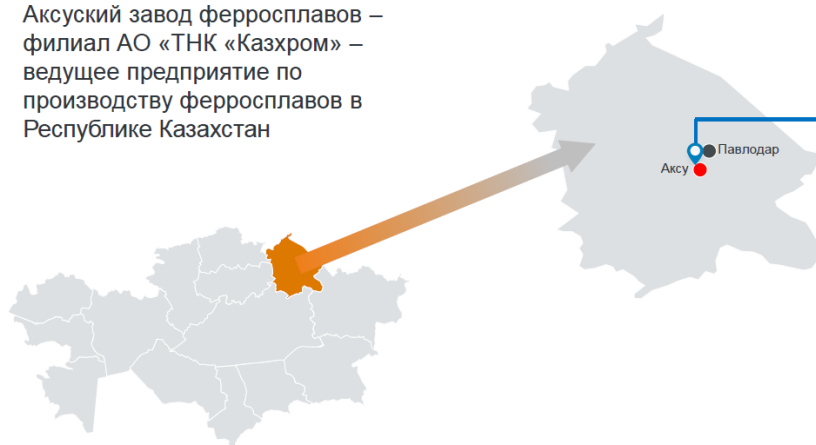 Аксуский завод ферросплавов –
филиал АО «ТНК «Казхром» –
ведущее предприятие по
производству ферросплавов в
Республике Казахстан
Павлодар
Аксу